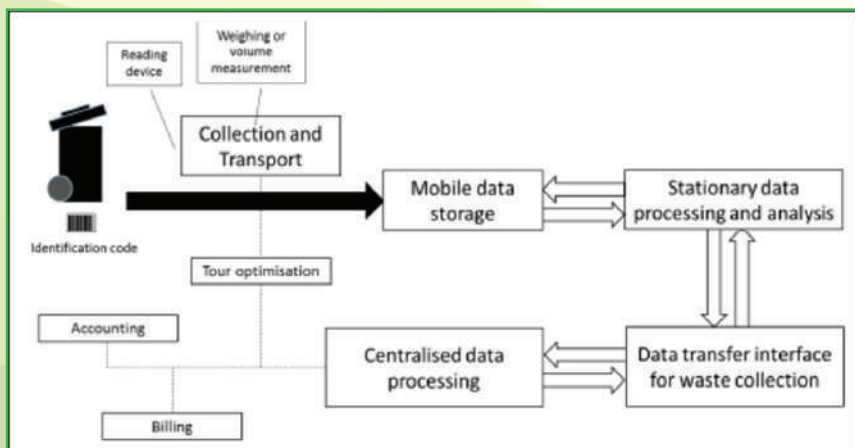 Weighing or
volume
measurement
Reading
device
Collection and
Transport
Mobile data
storage
Stationary data
processing and analysis
Identification code
Tour optimisation
Accounting
Centralised data
processing
Data transfer interface
for waste collection
Billing